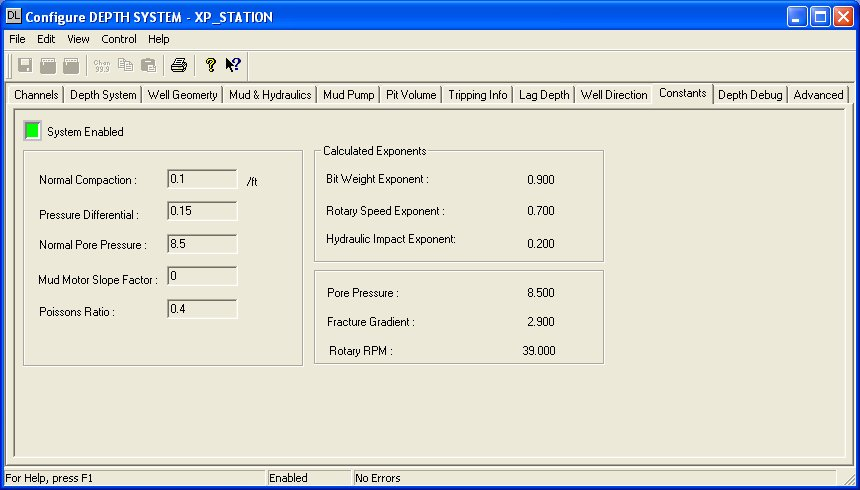 DL Configure DEPTH SYSTEM - XP_STATION
File Edit View Control Help
Chan 99.9
Channels Depth System Well Geomerty Mud & Hydraulics Mud Pump Pit Volume Tripping Info Lag Depth Well Direction Constants Depth Debug Advanced
System Enabled
Normal Compaction : 0.1 /ft
Pressure Differential : 0.15
Normal Pore Pressure : 8.5
Mud Motor Slope Factor : 0
Poissons Ratio : 0.4
Calculated Exponents
Bit Weight Exponent : 0.900
Rotary Speed Exponent : 0.700
Hydraulic Impact Exponent: 0.200
Pore Pressure : 8.500
Fracture Gradient : 2.900
Rotary RPM : 39.000
For Help, press F1 Enabled No Errors